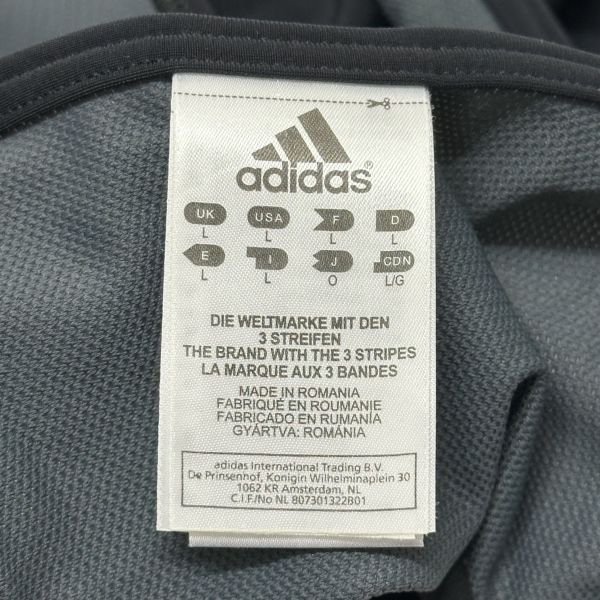 adidas®
UK USA F D
L L L L
E I J CDN
L L O L/G
DIE WELTMARKE MIT DEN
3 STREIFEN
THE BRAND WITH THE 3 STRIPES
LA MARQUE AUX 3 BANDES
MADE IN ROMANIA
FABRIQUÉ EN ROUMANIE
FABRICADO EN RUMANÍA
GYÁRTVA: ROMÁNIA
adidas International Trading B.V.
De Prinsenhof, Konigin Wilhelminaplein 30
1062 KR Amsterdam, NL
C.I.F/No NL 807301322B01